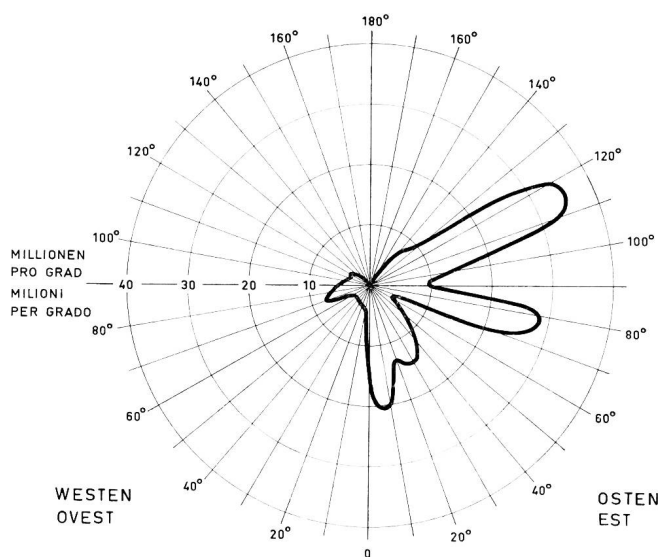 180°
160°
160°
140°
140°
120°
120°
100°
100°
MILLIONEN
PRO GRAD
40 30 20 10
MILIONI
PER GRADO
80°
80°
60°
60°
40°
40°
WESTEN
OVEST
OSTEN
EST
20°
20°
0